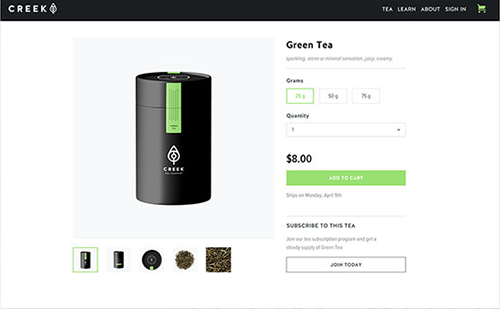 CREEK
TEA LEARN ABOUT SIGN IN
Green Tea
sparkling, stone or mineral sensation, juicy, creamy.
Grams
25 g 50 g 75 g
Quantity
1
CREEK
$8.00
ADD TO CART
Ships on Monday, April 9th
SUBSCRIBE TO THIS TEA
Join our tea subscription program and get a
steady supply of Green Tea
JOIN TODAY